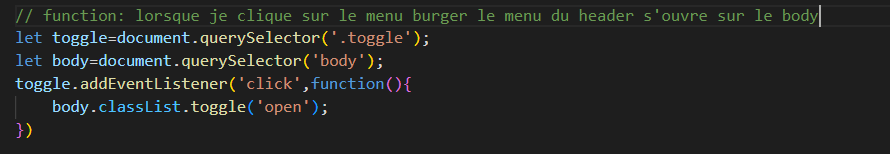 // function: lorsque je clique sur le menu burger le menu du header s'ouvre sur le body
let toggle=document.querySelector('.toggle');
let body=document.querySelector('body');
toggle.addEventListener('click',function(){
    body.classList.toggle('open');
})